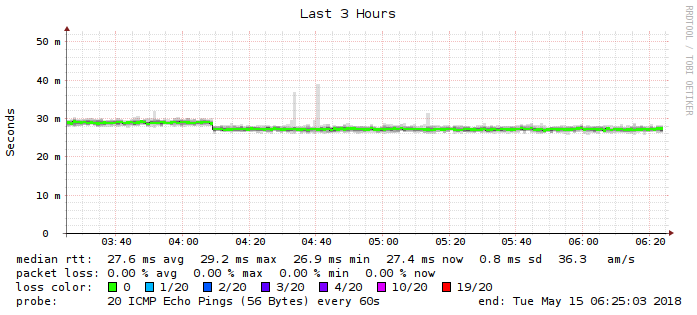 Last 3 Hours
RRDTOOL / TOBI OETIKER
Seconds
50 m
40 m
30 m
20 m
10 m
0
03:40 04:00 04:20 04:40 05:00 05:20 05:40 06:00 06:20
median rtt: 27.6 ms avg 29.2 ms max 26.9 ms min 27.4 ms now 0.8 ms sd 36.3 am/s
packet loss: 0.00 % avg 0.00 % max 0.00 % min 0.00 % now
loss color: 0 1/20 2/20 3/20 4/20 10/20 19/20
probe: 20 ICMP Echo Pings (56 Bytes) every 60s end: Tue May 15 06:25:03 2018